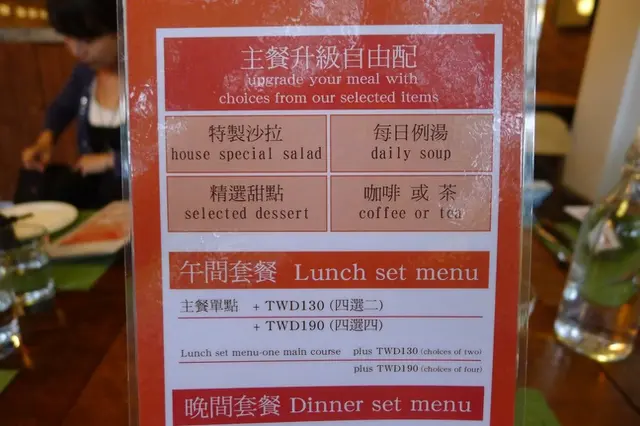 主餐升級自由配
upgrade your meal with
choices from our selected items
特製沙拉
house special salad
每日例湯
daily soup
精選甜點
selected dessert
咖啡 或 茶
coffee or tea
午間套餐 Lunch set menu
主餐單點 + TWD130 (四選二)
+ TWD190 (四選四)
Lunch set menu-one main course plus TWD130 (choices of two)
plus TWD190 (choices of four)
晚間套餐 Dinner set menu